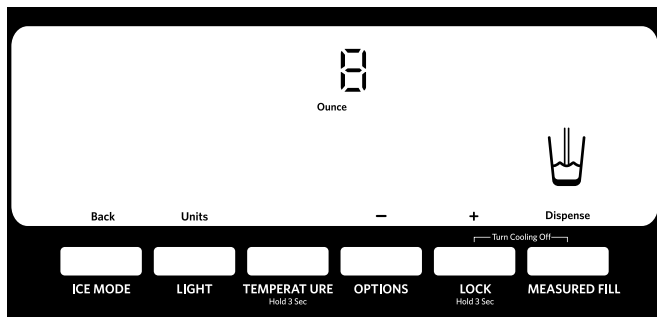 8
Ounce
Back Units − + Dispense
Turn Cooling Off
ICE MODE LIGHT TEMPERAT URE OPTIONS LOCK MEASURED FILL
Hold 3 Sec Hold 3 Sec